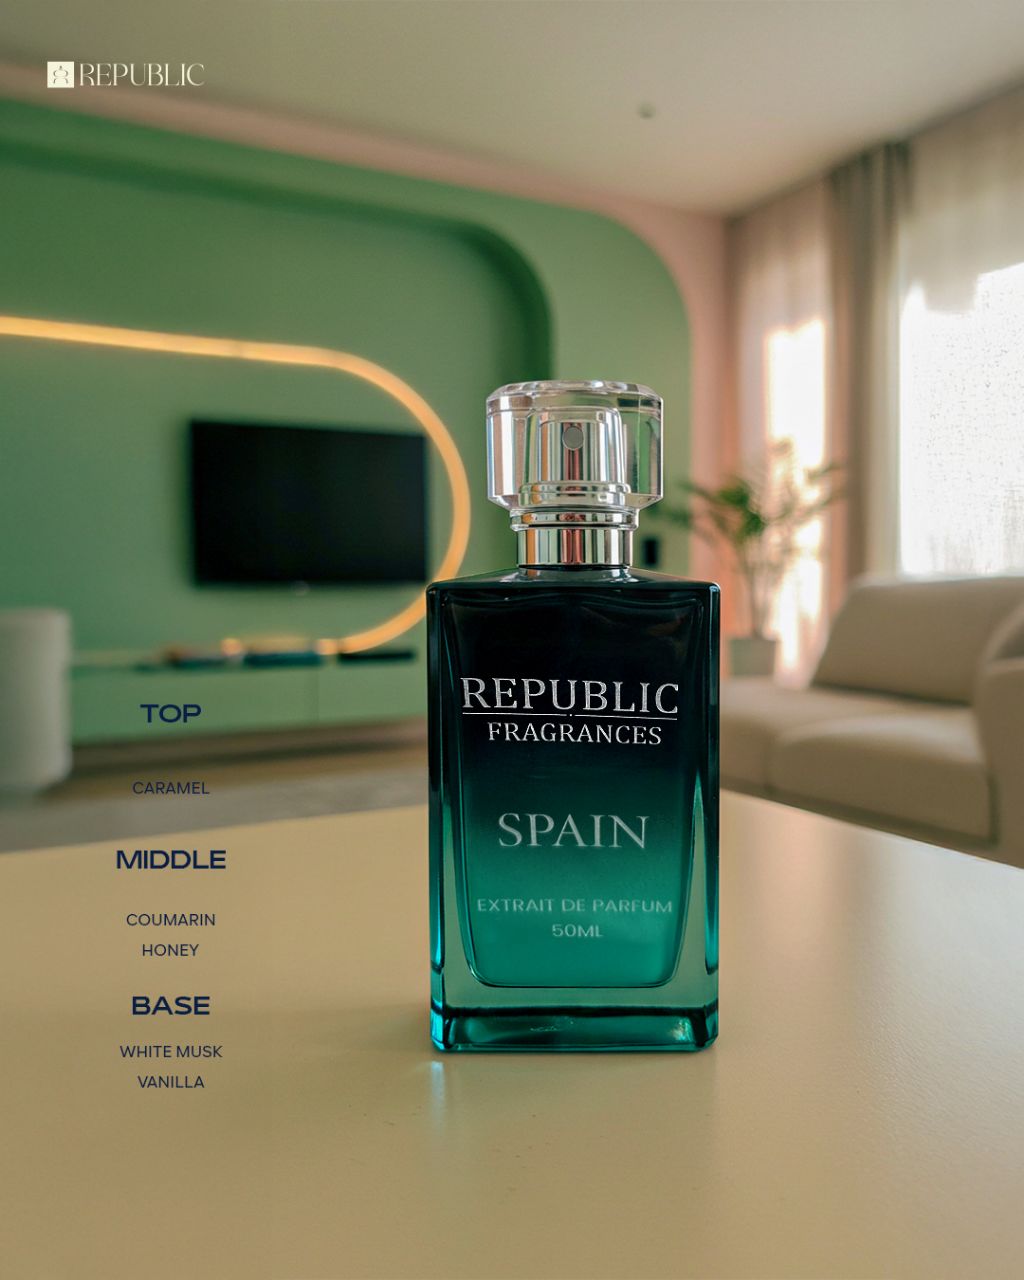 REPUBLIC
REPUBLIC
FRAGRANCES
SPAIN
EXTRAIT DE PARFUM
50ML
TOP
CARAMEL
MIDDLE
COUMARIN
HONEY
BASE
WHITE MUSK
VANILLA